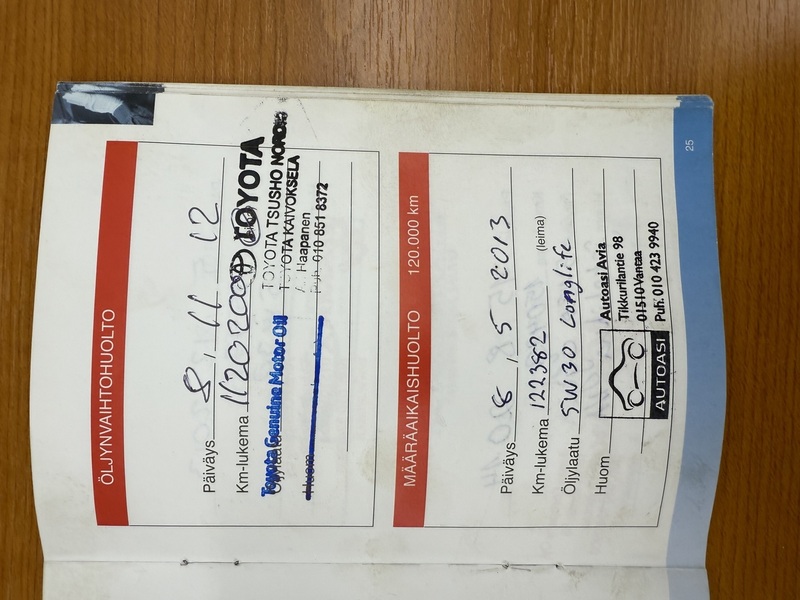 ÖLJYNVAIHTOHUOLTO
Päiväys 8, 11 12
Km-lukema
TOYOTA
Toyota Genuine Motor Oil
TOYOTA TSUSHO NORDIC
Öljylaatu
TOYOTA KAIVOKSELA
Haapanen
Huom
Puh. 010 851 8372
MÄÄRÄAIKAISHUOLTO 120.000 km
Päiväys 8, 5 2013
Km-lukema 122382 (leima)
Öljylaatu 5W30 Longlife
Huom
AUTOASI
Autoasi Avia
Tikkurilantie 98
01510 Vantaa
Puh. 010 423 9940
25